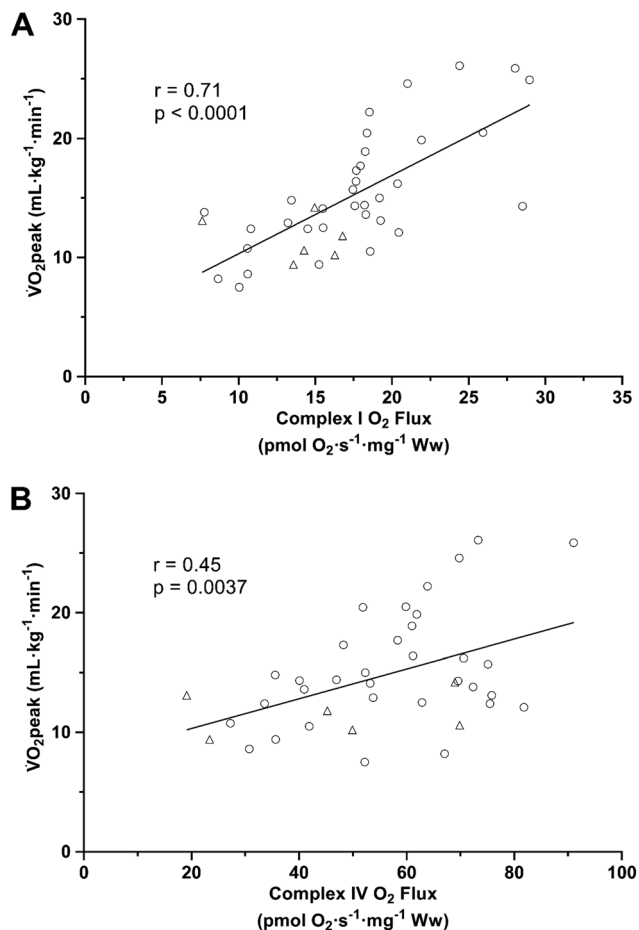 A
30
20
10
0
V̇O₂peak (mL·kg⁻¹·min⁻¹)
r = 0.71
p < 0.0001
0 5 10 15 20 25 30 35
Complex I O₂ Flux
(pmol O₂·s⁻¹·mg⁻¹ Ww)
B
30
20
10
0
V̇O₂peak (mL·kg⁻¹·min⁻¹)
r = 0.45
p = 0.0037
0 20 40 60 80 100
Complex IV O₂ Flux
(pmol O₂·s⁻¹·mg⁻¹ Ww)